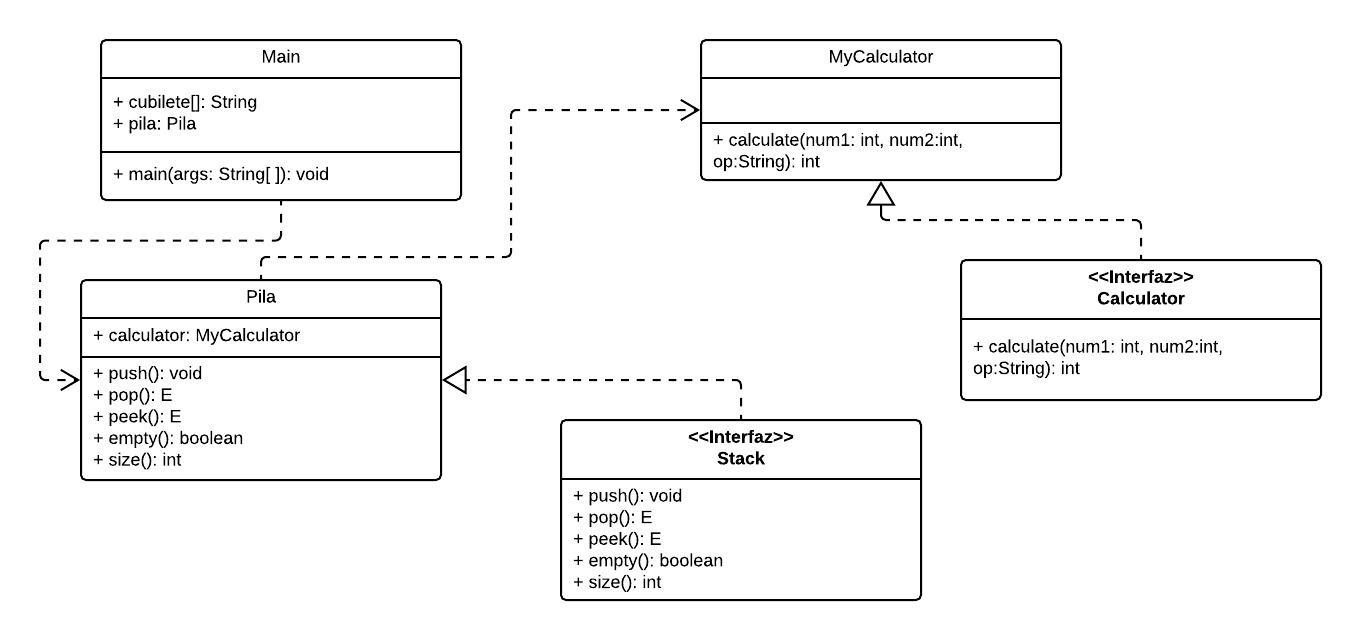 Main
+ cubilete[]: String
+ pila: Pila
+ main(args: String[ ]): void
MyCalculator
+ calculate(num1: int, num2:int,
op:String): int
Pila
+ calculator: MyCalculator
+ push(): void
+ pop(): E
+ peek(): E
+ empty(): boolean
+ size(): int
<<Interfaz>>
Calculator
+ calculate(num1: int, num2:int,
op:String): int
<<Interfaz>>
Stack
+ push(): void
+ pop(): E
+ peek(): E
+ empty(): boolean
+ size(): int